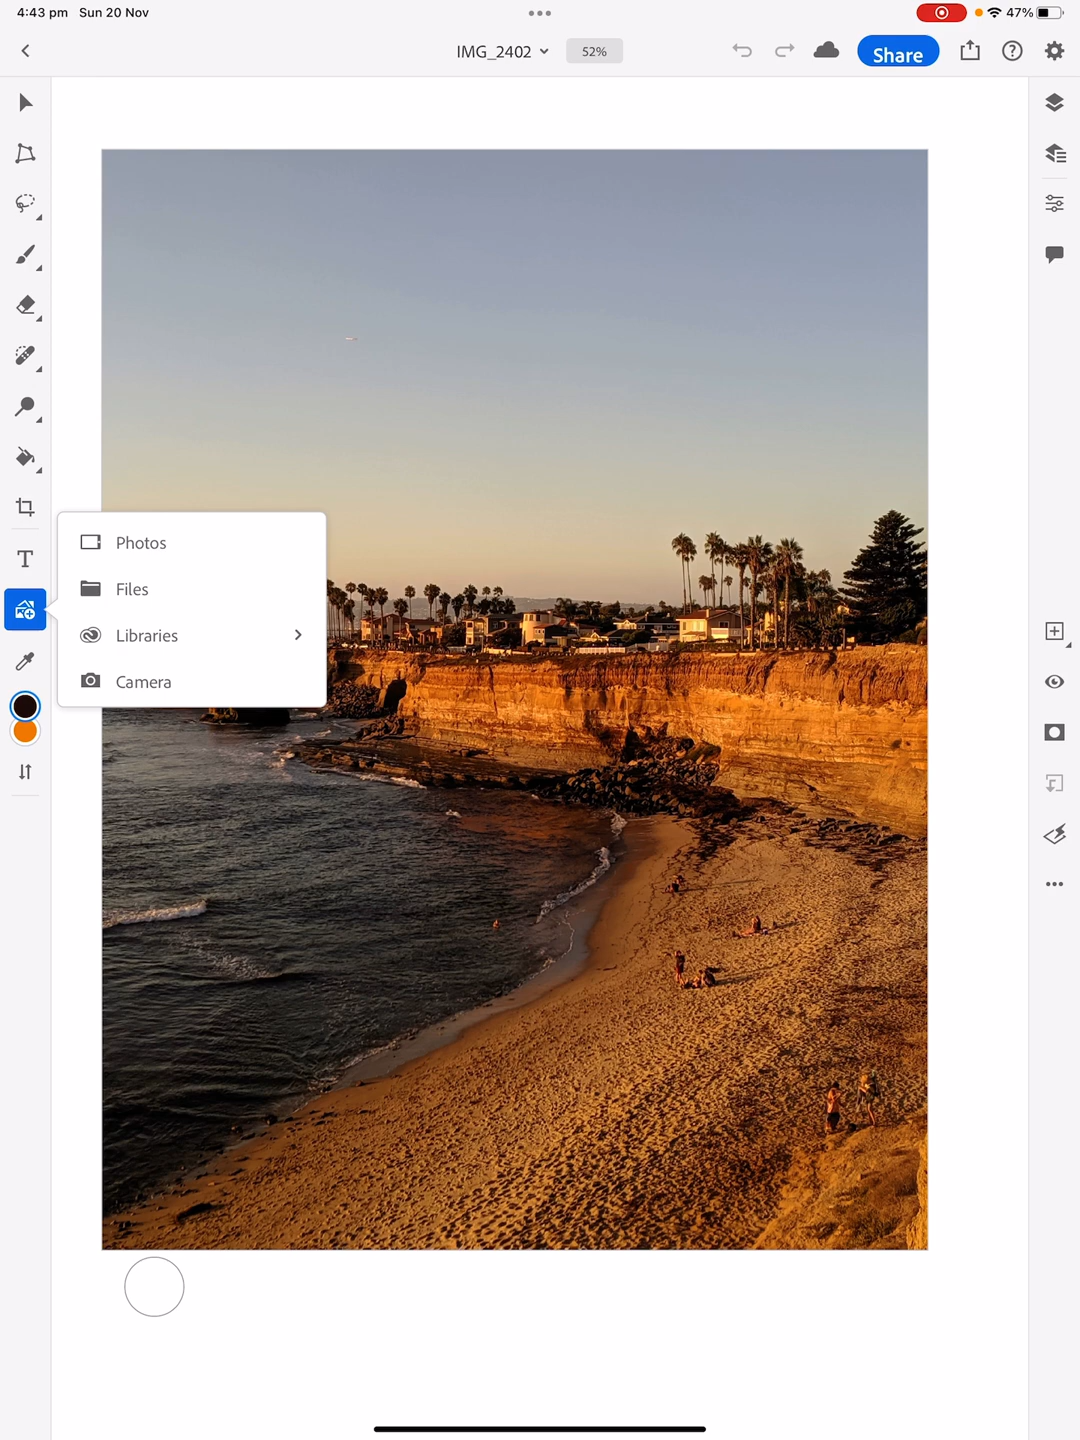 4:43 pm Sun 20 Nov 47%
IMG_2402 52% Share
Photos
Files
T
Libraries
Camera